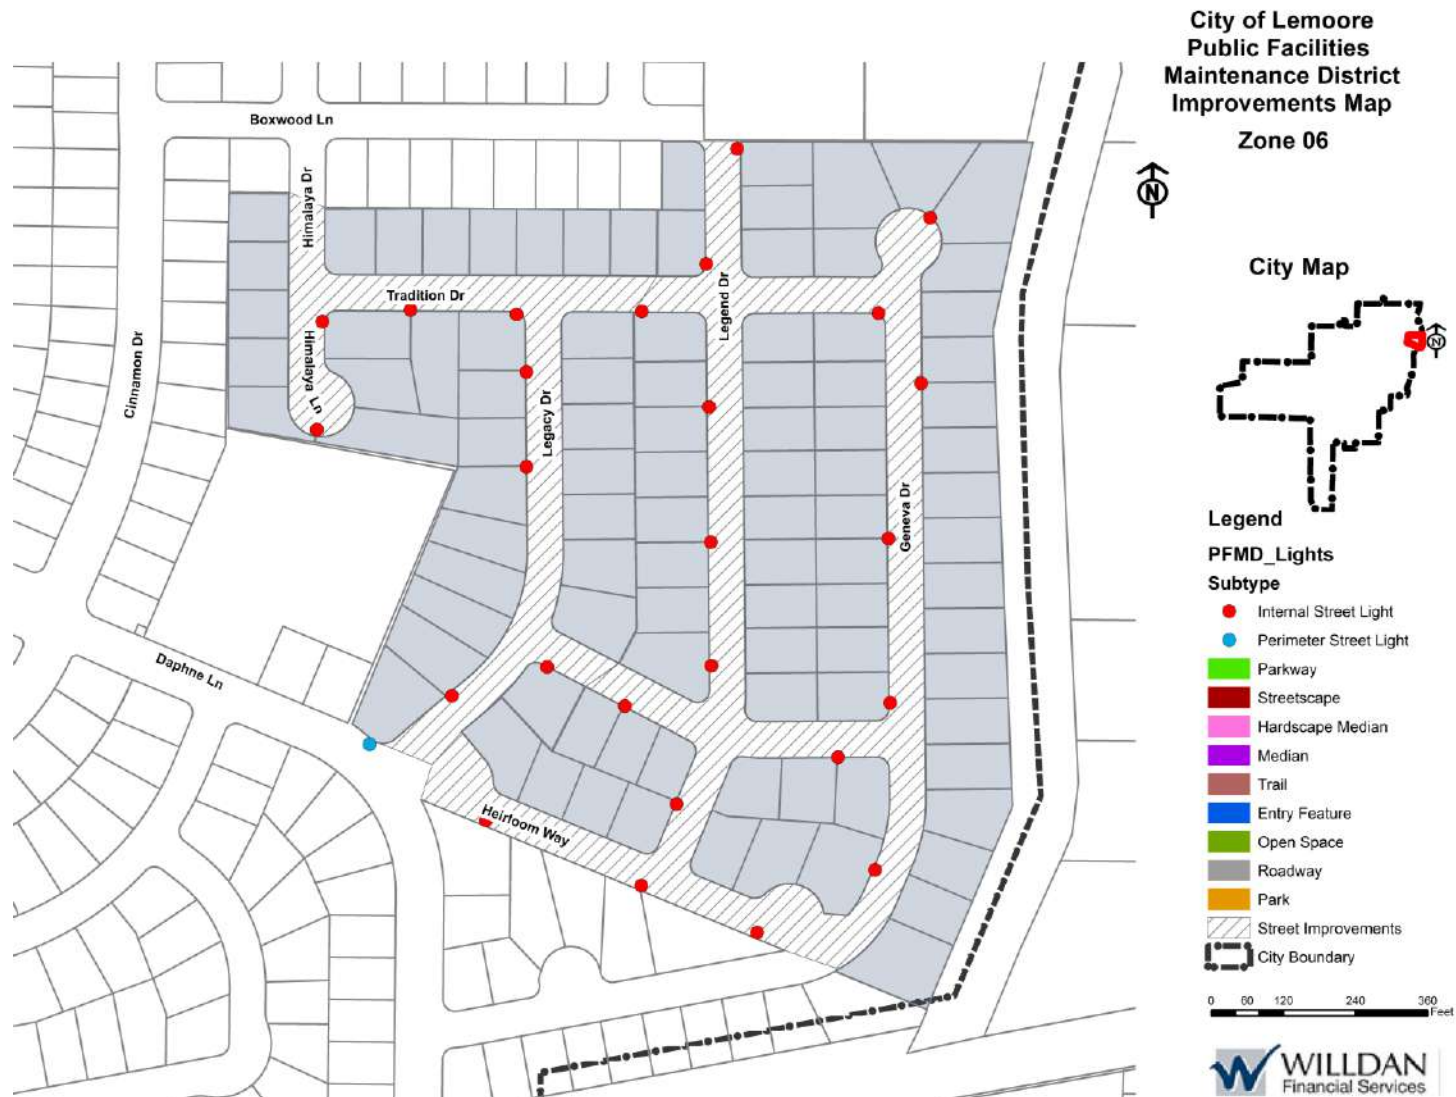 City of Lemoore
Public Facilities
Maintenance District
Improvements Map
Zone 06
N
City Map
N
Legend
PFMD_Lights
Subtype
Internal Street Light
Perimeter Street Light
Parkway
Streetscape
Hardscape Median
Median
Trail
Entry Feature
Open Space
Roadway
Park
Street Improvements
City Boundary
0 60 120 240 360
Feet
WILLDAN
Financial Services
Boxwood Ln
Himalaya Dr
Tradition Dr
Legend Dr
Himalaya Ln
Cinnamon Dr
Legacy Dr
Geneva Dr
Daphne Ln
Heirloom Way